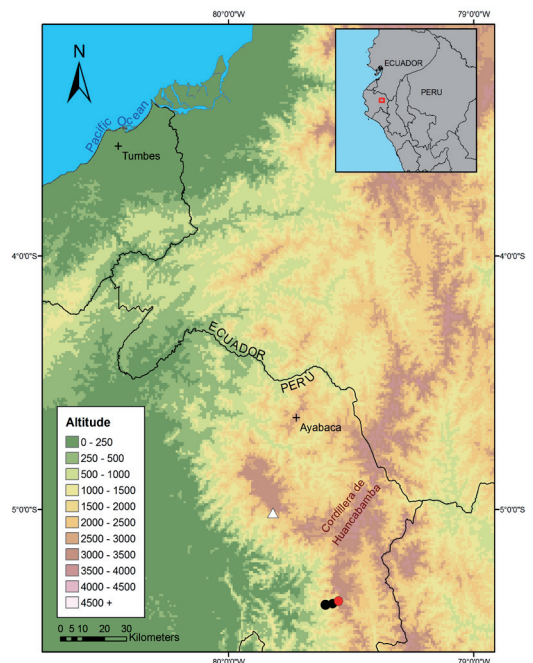 80°0'0"W
79°0'0"W
N
ECUADOR
PERU
Pacific Ocean
Tumbes
4°0'0"S
4°0'0"S
ECUADOR
PERU
Ayabaca
Altitude
0 - 250
250 - 500
500 - 1000
1000 - 1500
1500 - 2000
2000 - 2500
2500 - 3000
3000 - 3500
3500 - 4000
4000 - 4500
4500 +
Cordillera de
Huancabamba
5°0'0"S
5°0'0"S
0 5 10 20 30
Kilometers
80°0'0"W
79°0'0"W